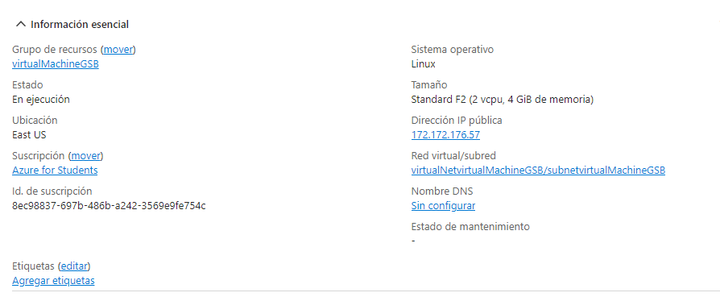 Información esencial
Grupo de recursos (mover)
virtualMachineGSB
Estado
En ejecución
Ubicación
East US
Suscripción (mover)
Azure for Students
Id. de suscripción
8ec98837-697b-486b-a242-3569e9fe754c
Etiquetas (editar)
Agregar etiquetas
Sistema operativo
Linux
Tamaño
Standard F2 (2 vcpu, 4 GiB de memoria)
Dirección IP pública
172.172.176.57
Red virtual/subred
virtualNetvirtualMachineGSB/subnetvirtualMachineGSB
Nombre DNS
Sin configurar
Estado de mantenimiento
-